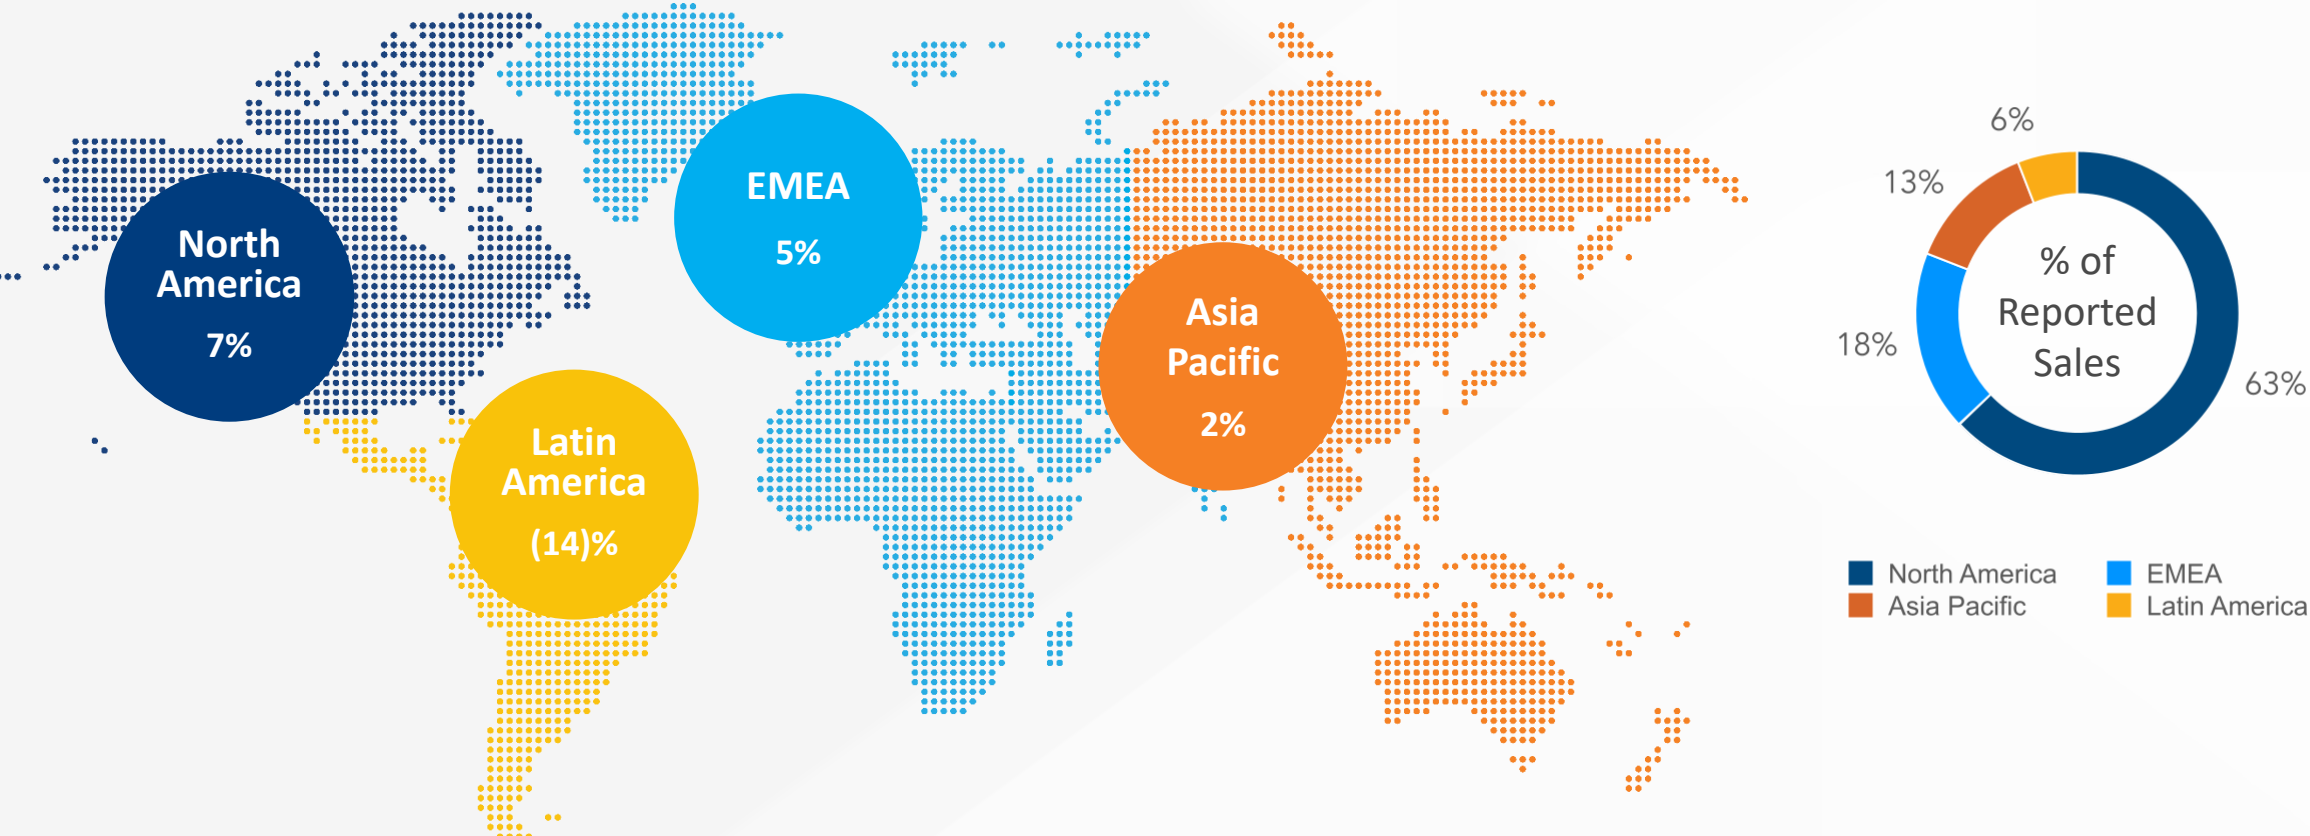 North
America
7%
EMEA
5%
Latin
America
(14)%
Asia
Pacific
2%
6%
13%
18%
63%
% of
Reported
Sales
North America
EMEA
Asia Pacific
Latin America